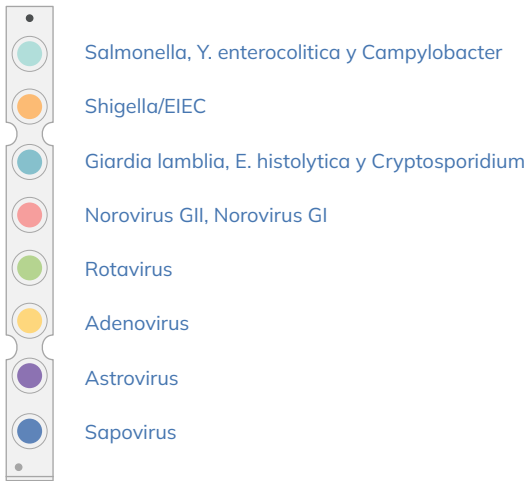 Salmonella, Y. enterocolitica y Campylobacter
Shigella/EIEC
Giardia lamblia, E. histolytica y Cryptosporidium
Norovirus GII, Norovirus GI
Rotavirus
Adenovirus
Astrovirus
Sapovirus